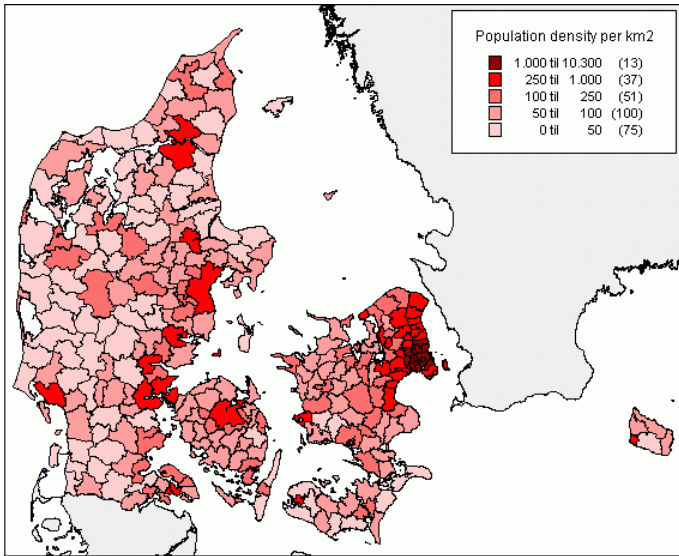 Population density per km2
1.000 til 10.300 (13)
250 til 1.000 (37)
100 til 250 (51)
50 til 100 (100)
0 til 50 (75)